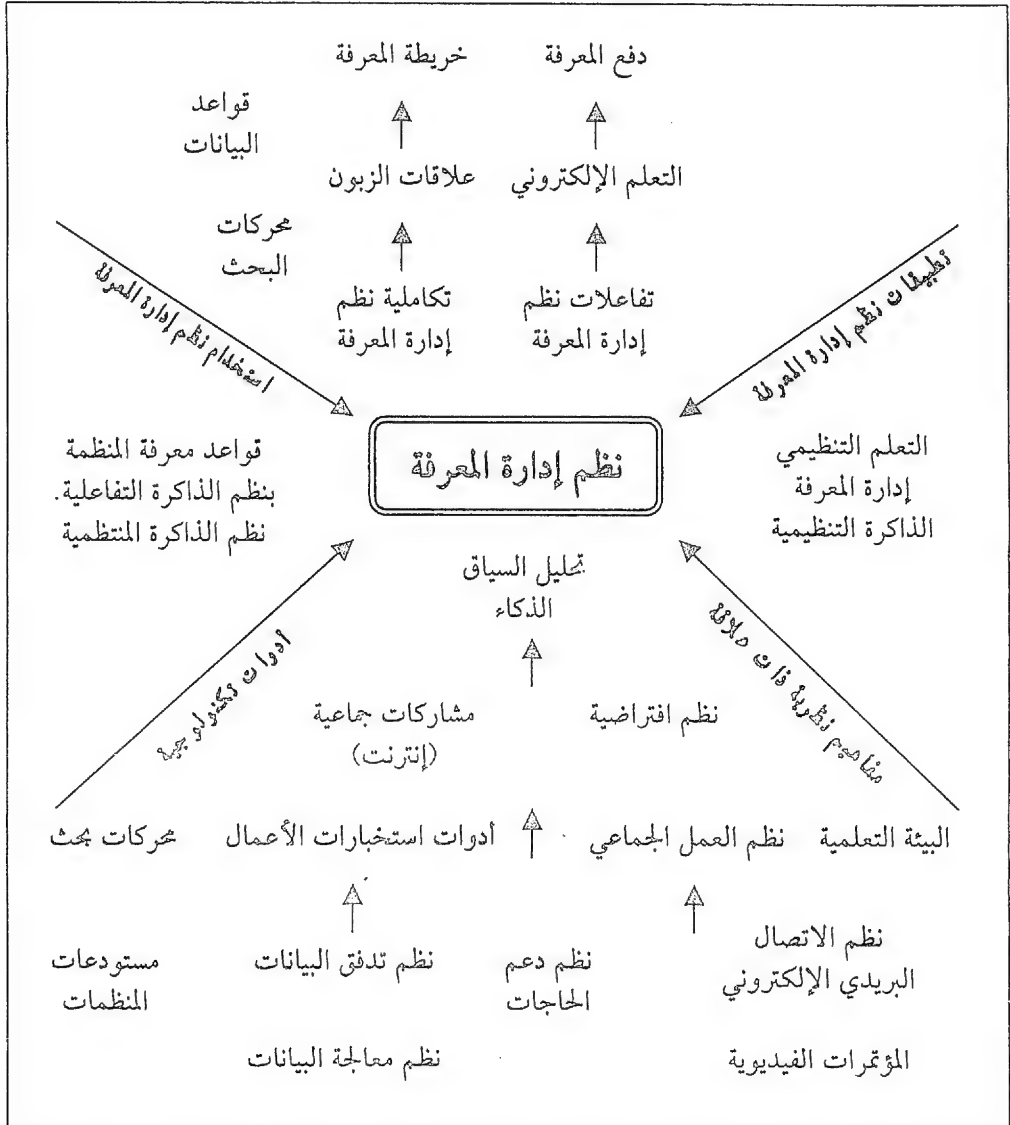 دفع المعرفة
خريطة المعرفة
قواعد
البيانات
التعلم الإلكتروني
علاقات الزبون
محركات
البحث
تفاعلات نظم
إدارة المعرفة
تكاملية نظم
إدارة المعرفة
تطبيقات نظم إدارة المعرفة
استخدام نظم إدارة المعرفة
نظم إدارة المعرفة
التعلم التنظيمي
إدارة المعرفة
الذاكرة التنظيمية
قواعد معرفة المنظمة
بنظم الذاكرة التفاعلية.
نظم الذاكرة المنتظمية
تحليل السياق
الذكاء
مفاهيم نظرية ذات علاقة
أدوات تكنولوجية
نظم افتراضية
مشاركات جماعية
(إنترنت)
البيئة التعلمية
نظم العمل الجماعي
أدوات استخبارات الأعمال
محركات بحث
نظم الاتصال
البريدي الإلكتروني
نظم دعم
الحاجات
نظم تدفق البيانات
مستودعات
المنظمات
المؤتمرات الفيديوية
نظم معالجة البيانات